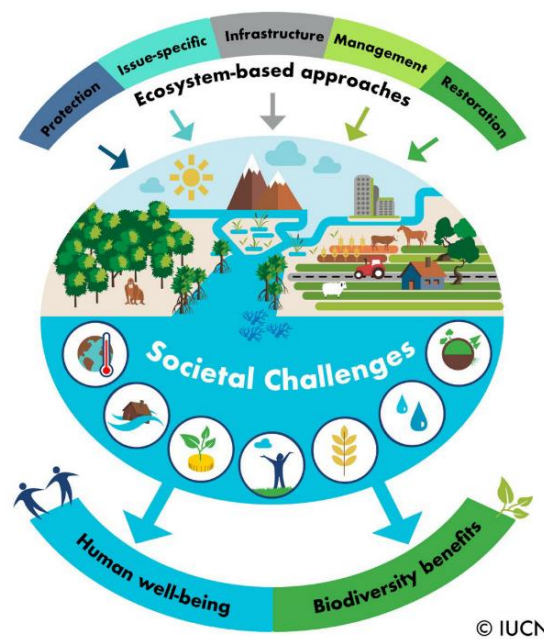 Protection
Issue-specific
Infrastructure
Management
Restoration
Ecosystem-based approaches
Societal Challenges
Human well-being
Biodiversity benefits
© IUCN